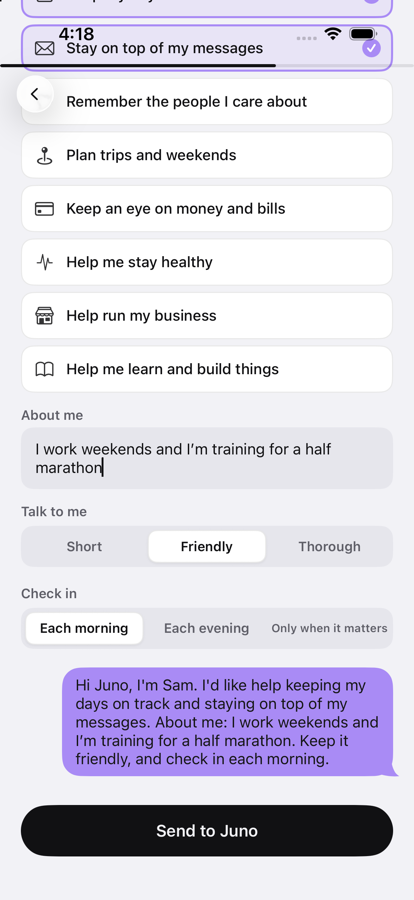 4:18
Stay on top of my messages
Remember the people I care about
Plan trips and weekends
Keep an eye on money and bills
Help me stay healthy
Help run my business
Help me learn and build things
About me
I work weekends and I’m training for a half
marathon
Talk to me
Short
Friendly
Thorough
Check in
Each morning
Each evening
Only when it matters
Hi Juno, I'm Sam. I'd like help keeping my
days on track and staying on top of my
messages. About me: I work weekends and
I’m training for a half marathon. Keep it
friendly, and check in each morning.
Send to Juno